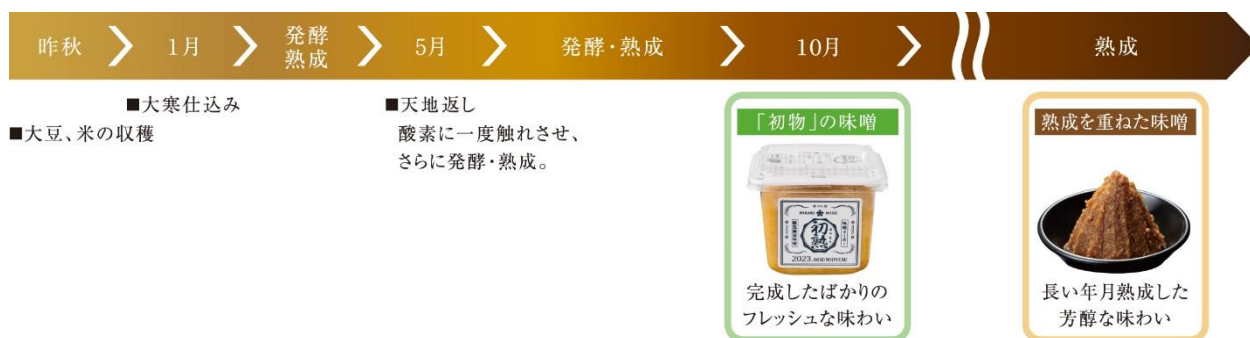 昨秋
1月
発酵
熟成
5月
発酵・熟成
10月
熟成
■大寒仕込み
■大豆、米の収穫
■天地返し
酸素に一度触れさせ、
さらに発酵・熟成。
「初物」の味噌
初熟
2023. MISO NOUVEAU
完成したばかりの
フレッシュな味わい
熟成を重ねた味噌
長い年月熟成した
芳醇な味わい